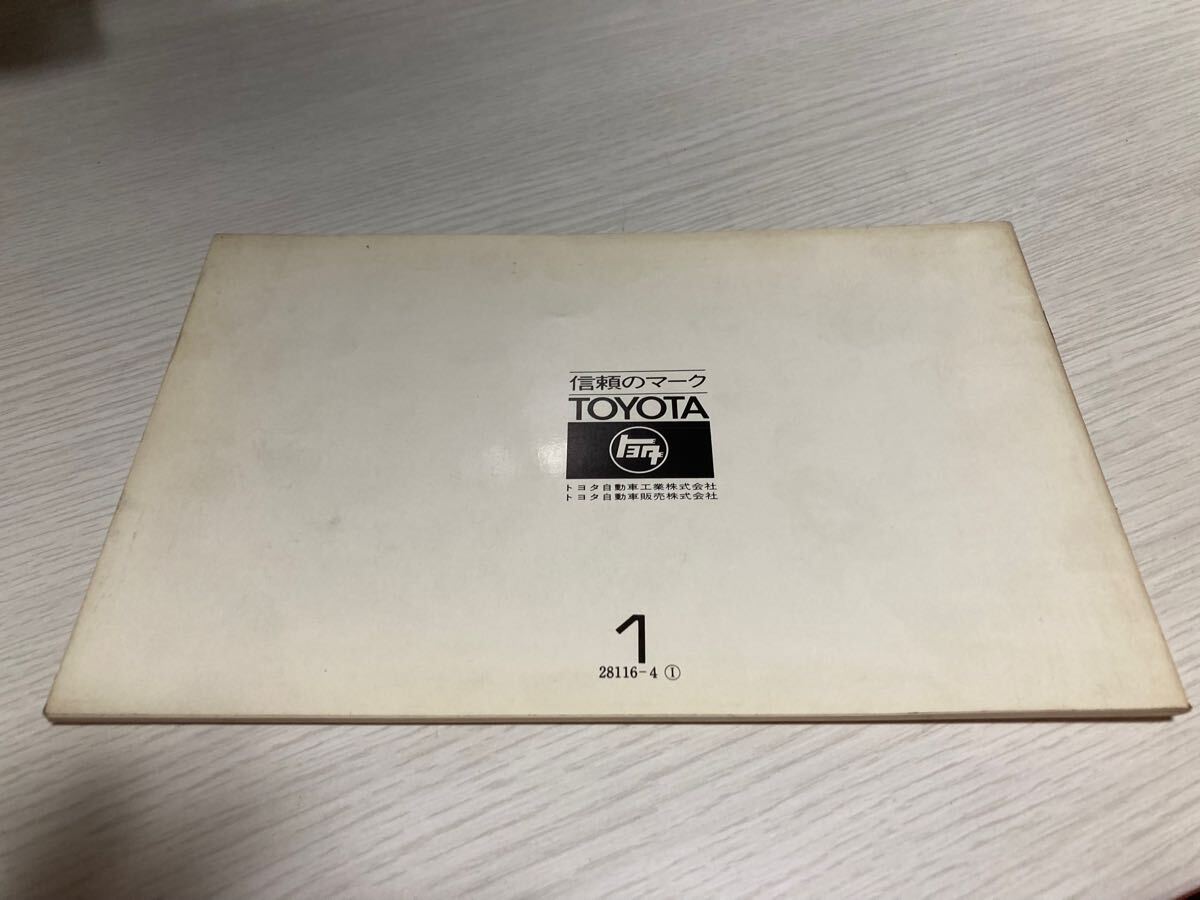 信頼のマーク
TOYOTA
トヨタ
トヨタ自動車工業株式会社
トヨタ自動車販売株式会社
1
28116-4 ①